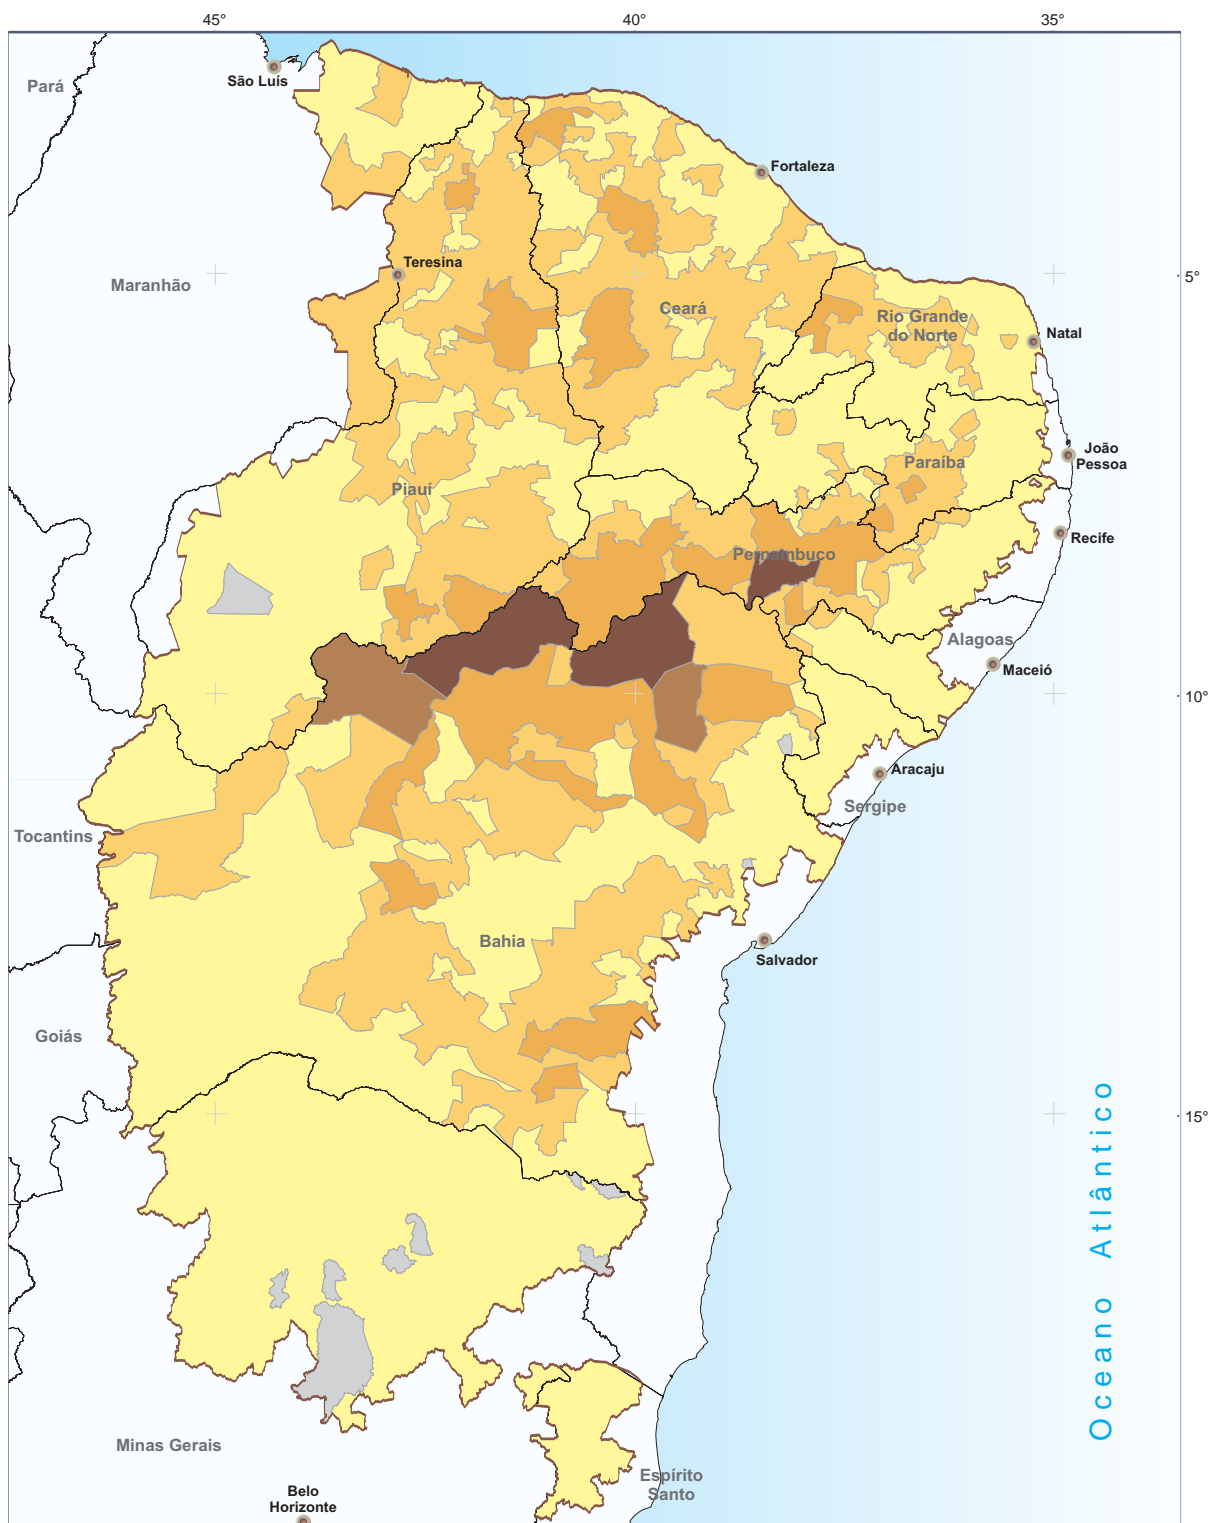 45°
40°
35°
São Luís
Pará
Fortaleza
Teresina
5°
Maranhão
Ceará
Rio Grande
do Norte
Natal
João
Pessoa
Paraíba
Piauí
Recife
Pernambuco
Alagoas
Maceió
10°
Aracaju
Sergipe
Tocantins
Bahia
Salvador
Goiás
15°
Oceano Atlântico
Minas Gerais
Espírito
Santo
Belo
Horizonte